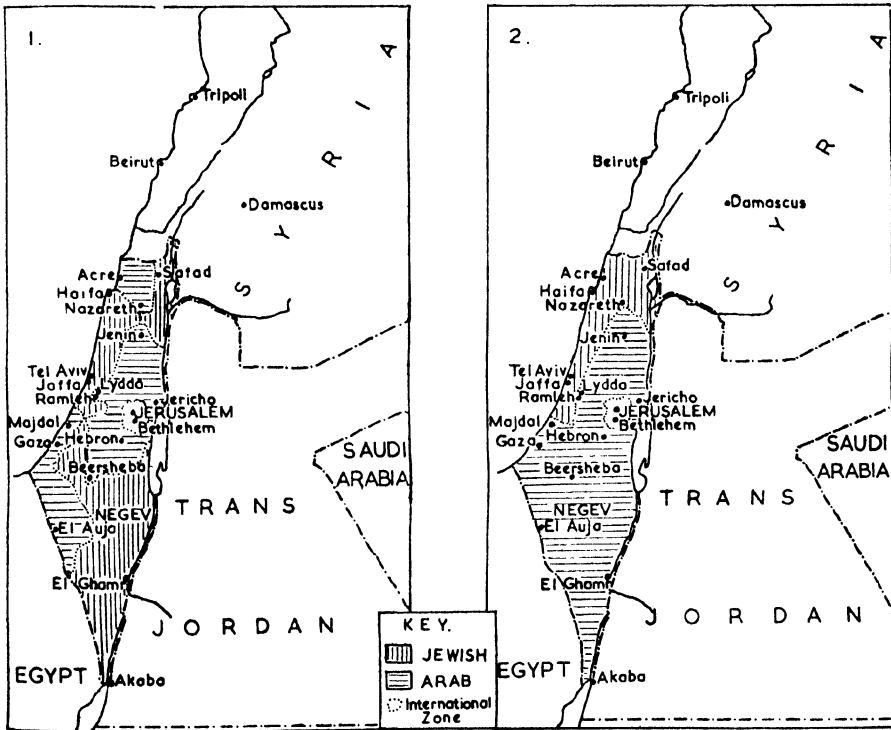 1.
Tripoli
Beirut
Damascus
SYRIA
Acre
Safad
Haifa
Nazareth
Jenin
Tel Aviv
Jaffa
Lydda
Ramleh
Jericho
JERUSALEM
Majdal
Bethlehem
Gaza
Hebron
SAUDI
ARABIA
Beersheba
TRANS
NEGEV
El Auja
El Ghamr
JORDAN
EGYPT
Akaba
KEY.
JEWISH
ARAB
International
Zone
2.
Tripoli
Beirut
Damascus
SYRIA
Safad
Acre
Haifa
Nazareth
Jenin
Tel Aviv
Jaffa
Lydda
Ramleh
Jericho
JERUSALEM
Majdal
Bethlehem
Hebron
Gaza
SAUDI
ARABIA
Beersheba
TRANS
NEGEV
El Auja
El Ghamr
JORDAN
EGYPT
Akaba